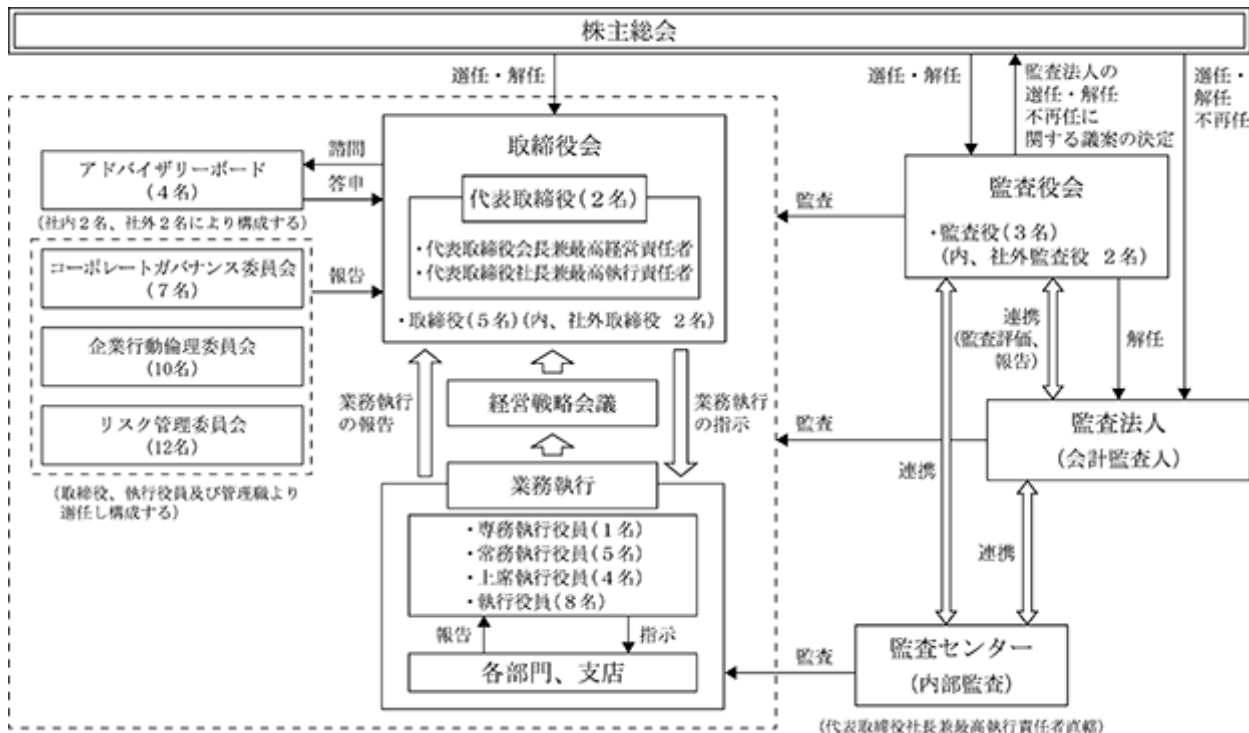 株主総会
選任・解任
選任・解任
監査法人の
選任・解任
不再任に
関する議案の決定
選任・
解任
不再任
アドバイザリーボード
(4名)
(社内2名、社外2名により構成する)
諮問
答申
取締役会
代表取締役(2名)
・代表取締役会長兼最高経営責任者
・代表取締役社長兼最高執行責任者
・取締役(5名)(内、社外取締役 2名)
監査
監査役会
・監査役(3名)
(内、社外監査役 2名)
コーポレートガバナンス委員会
(7名)
報告
企業行動倫理委員会
(10名)
リスク管理委員会
(12名)
(取締役、執行役員及び管理職より
選任し構成する)
業務執行
の報告
経営戦略会議
業務執行
の指示
連携
(監査評価、
報告)
解任
監査
監査法人
(会計監査人)
連携
連携
業務執行
・専務執行役員(1名)
・常務執行役員(5名)
・上席執行役員(4名)
・執行役員(8名)
報告
指示
各部門、支店
監査
監査センター
(内部監査)
(代表取締役社長兼最高執行責任者直轄)